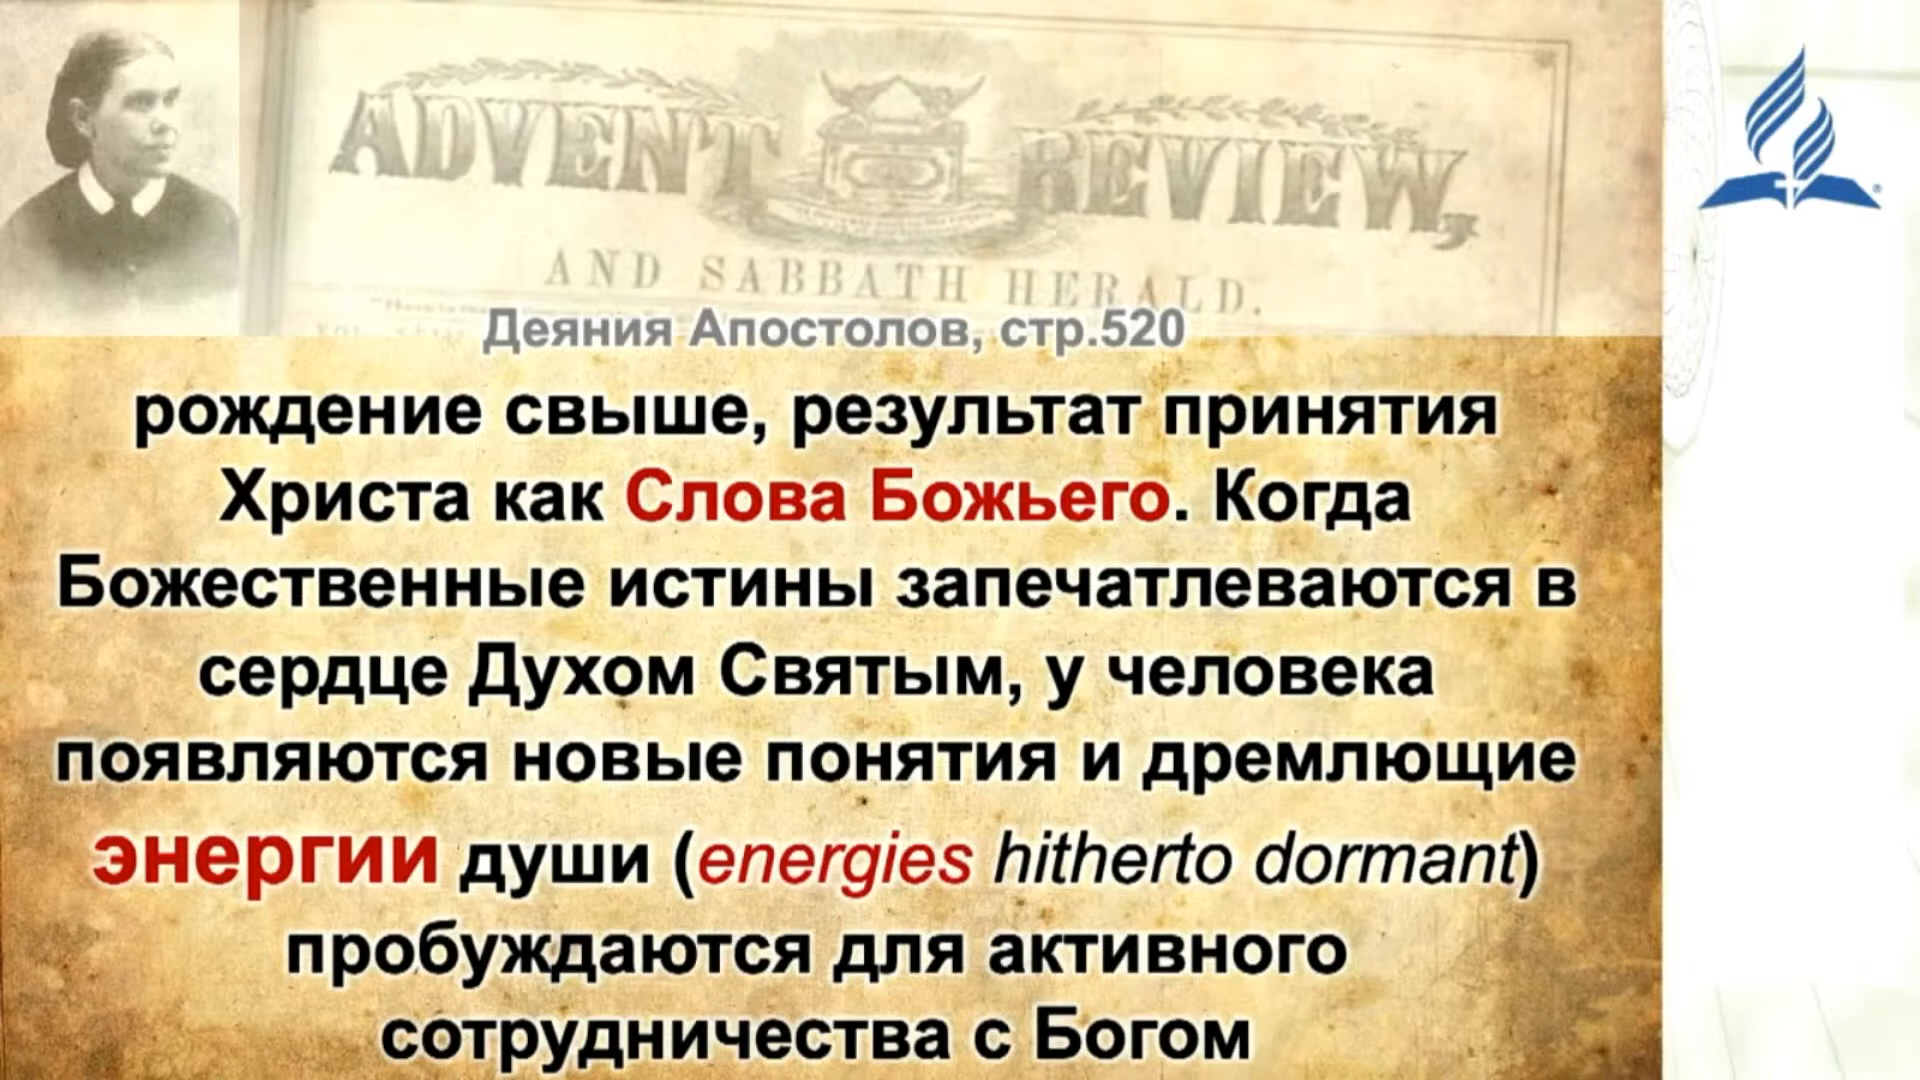 ADVENT REVIEW,
AND SABBATH HERALD.
Деяния Апостолов, стр.520
рождение свыше, результат принятия
Христа как Слова Божьего. Когда
Божественные истины запечатлеваются в
сердце Духом Святым, у человека
появляются новые понятия и дремлющие
энергии души (energies hitherto dormant)
пробуждаются для активного
сотрудничества с Богом